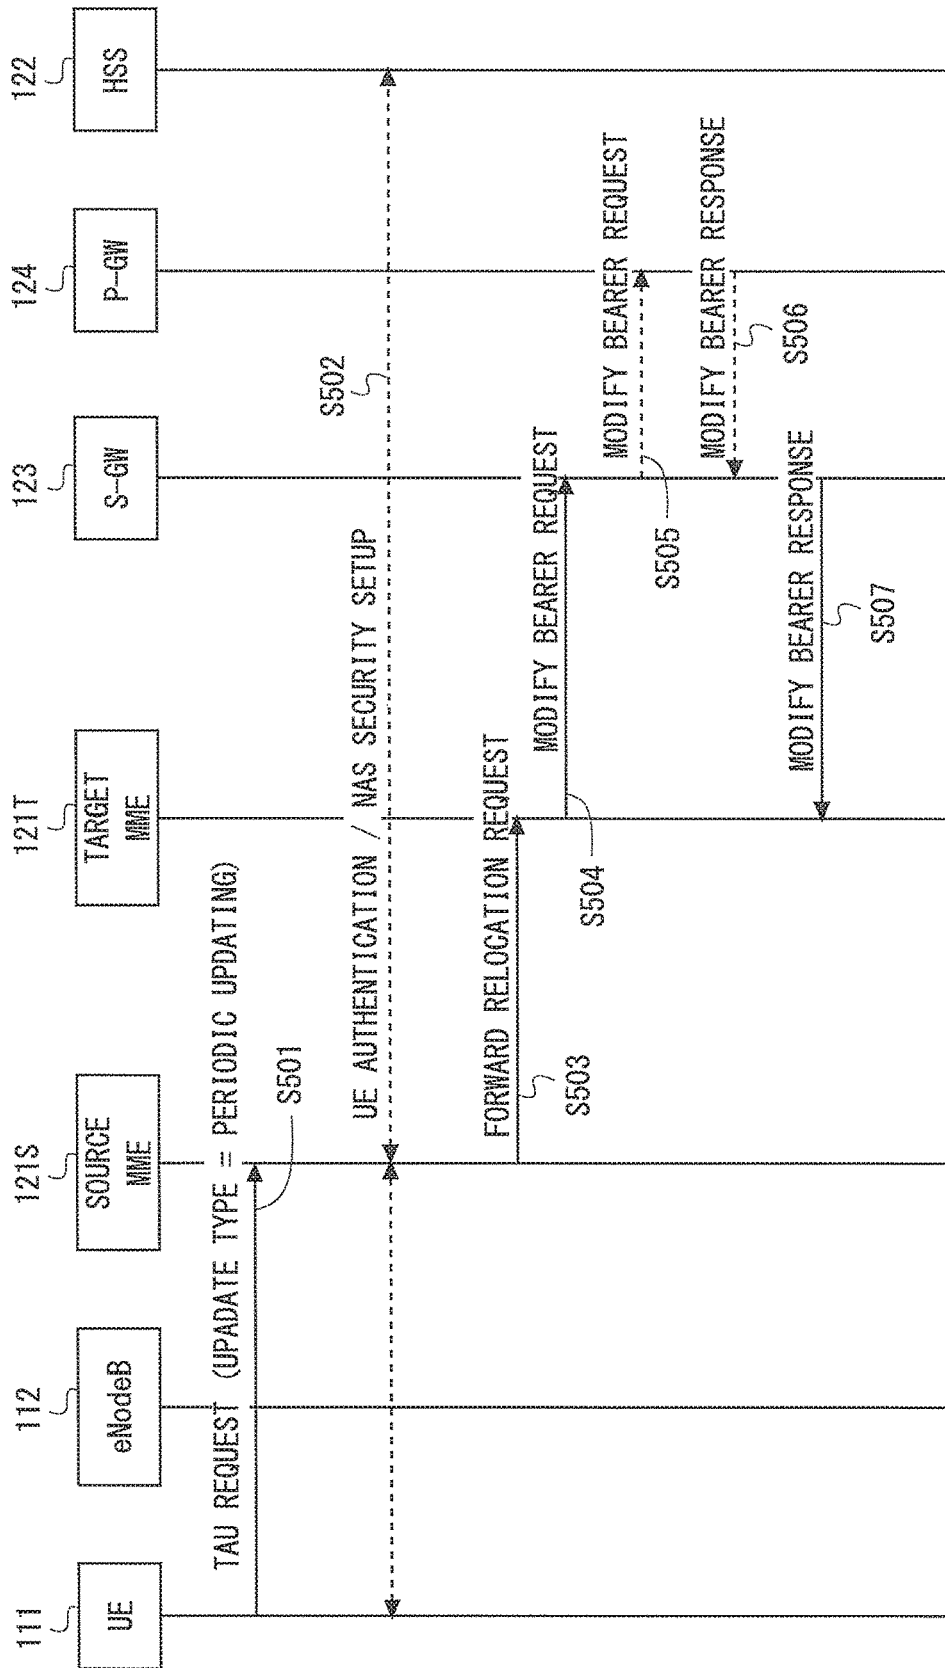 111
UE
112
eNodeB
121S
SOURCE
MME
121T
TARGET
MME
123
S-GW
124
P-GW
122
HSS
TAU REQUEST (UPADATE TYPE = PERIODIC UPDATING)
S501
UE AUTHENTICATION / NAS SECURITY SETUP
S502
FORWARD RELOCATION REQUEST
S503
MODIFY BEARER REQUEST
S504
MODIFY BEARER REQUEST
S505
MODIFY BEARER RESPONSE
S506
MODIFY BEARER RESPONSE
S507